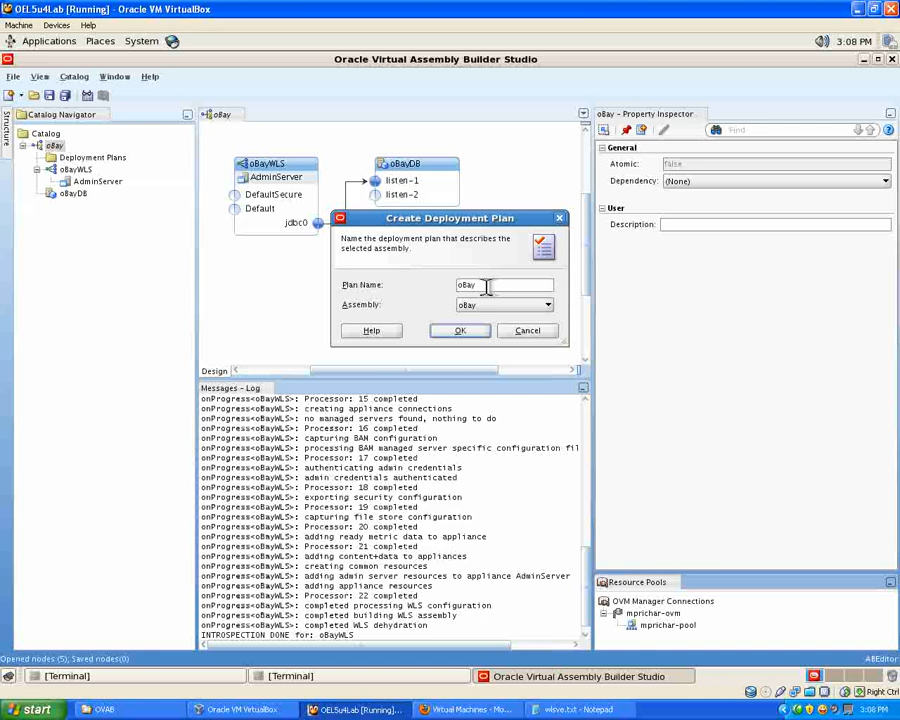 OEL5u4Lab [Running] - Oracle VM VirtualBox
Machine Devices Help
Applications Places System 3:08 PM
Oracle Virtual Assembly Builder Studio
File View Catalog Window Help
Structure
Catalog Navigator
Catalog
oBay
Deployment Plans
oBayWLS
AdminServer
oBayDB
oBay
oBayWLS
AdminServer
DefaultSecure
Default
jdbc0
oBayDB
listen-1
listen-2
Create Deployment Plan
Name the deployment plan that describes the
selected assembly.
Plan Name: oBay
Assembly: oBay
Help OK Cancel
Design
Messages - Log
onProgress<oBayWLS>: Processor: 15 completed
onProgress<oBayWLS>: creating appliance connections
onProgress<oBayWLS>: no managed servers found, nothing to do
onProgress<oBayWLS>: Processor: 16 completed
onProgress<oBayWLS>: capturing BAM configuration
onProgress<oBayWLS>: processing BAM managed server specific configuration fil
onProgress<oBayWLS>: Processor: 17 completed
onProgress<oBayWLS>: authenticating admin credentials
onProgress<oBayWLS>: admin credentials authenticated
onProgress<oBayWLS>: Processor: 18 completed
onProgress<oBayWLS>: exporting security configuration
onProgress<oBayWLS>: Processor: 19 completed
onProgress<oBayWLS>: capturing file store configuration
onProgress<oBayWLS>: Processor: 20 completed
onProgress<oBayWLS>: adding ready metric data to appliances
onProgress<oBayWLS>: Processor: 21 completed
onProgress<oBayWLS>: adding content+data to appliances
onProgress<oBayWLS>: creating common resources
onProgress<oBayWLS>: adding admin server resources to appliance AdminServer
onProgress<oBayWLS>: adding appliance resources
onProgress<oBayWLS>: Processor: 22 completed
onProgress<oBayWLS>: completed processing WLS configuration
onProgress<oBayWLS>: completed building WLS assembly
onProgress<oBayWLS>: completed WLS dehydration
INTROSPECTION DONE for: oBayWLS
oBay - Property Inspector
Find
General
Atomic: false
Dependency: (None)
User
Description:
Resource Pools
OVM Manager Connections
mprichar-ovm
mprichar-pool
Opened nodes (5); Saved nodes(0) ABEditor
[Terminal] [Terminal] Oracle Virtual Assembly Builder Studio
Right Ctrl
start OVAB Oracle VM VirtualBox OEL5u4Lab [Running]... Virtual Machines - Mo... wlsve.txt - Notepad 3:08 PM